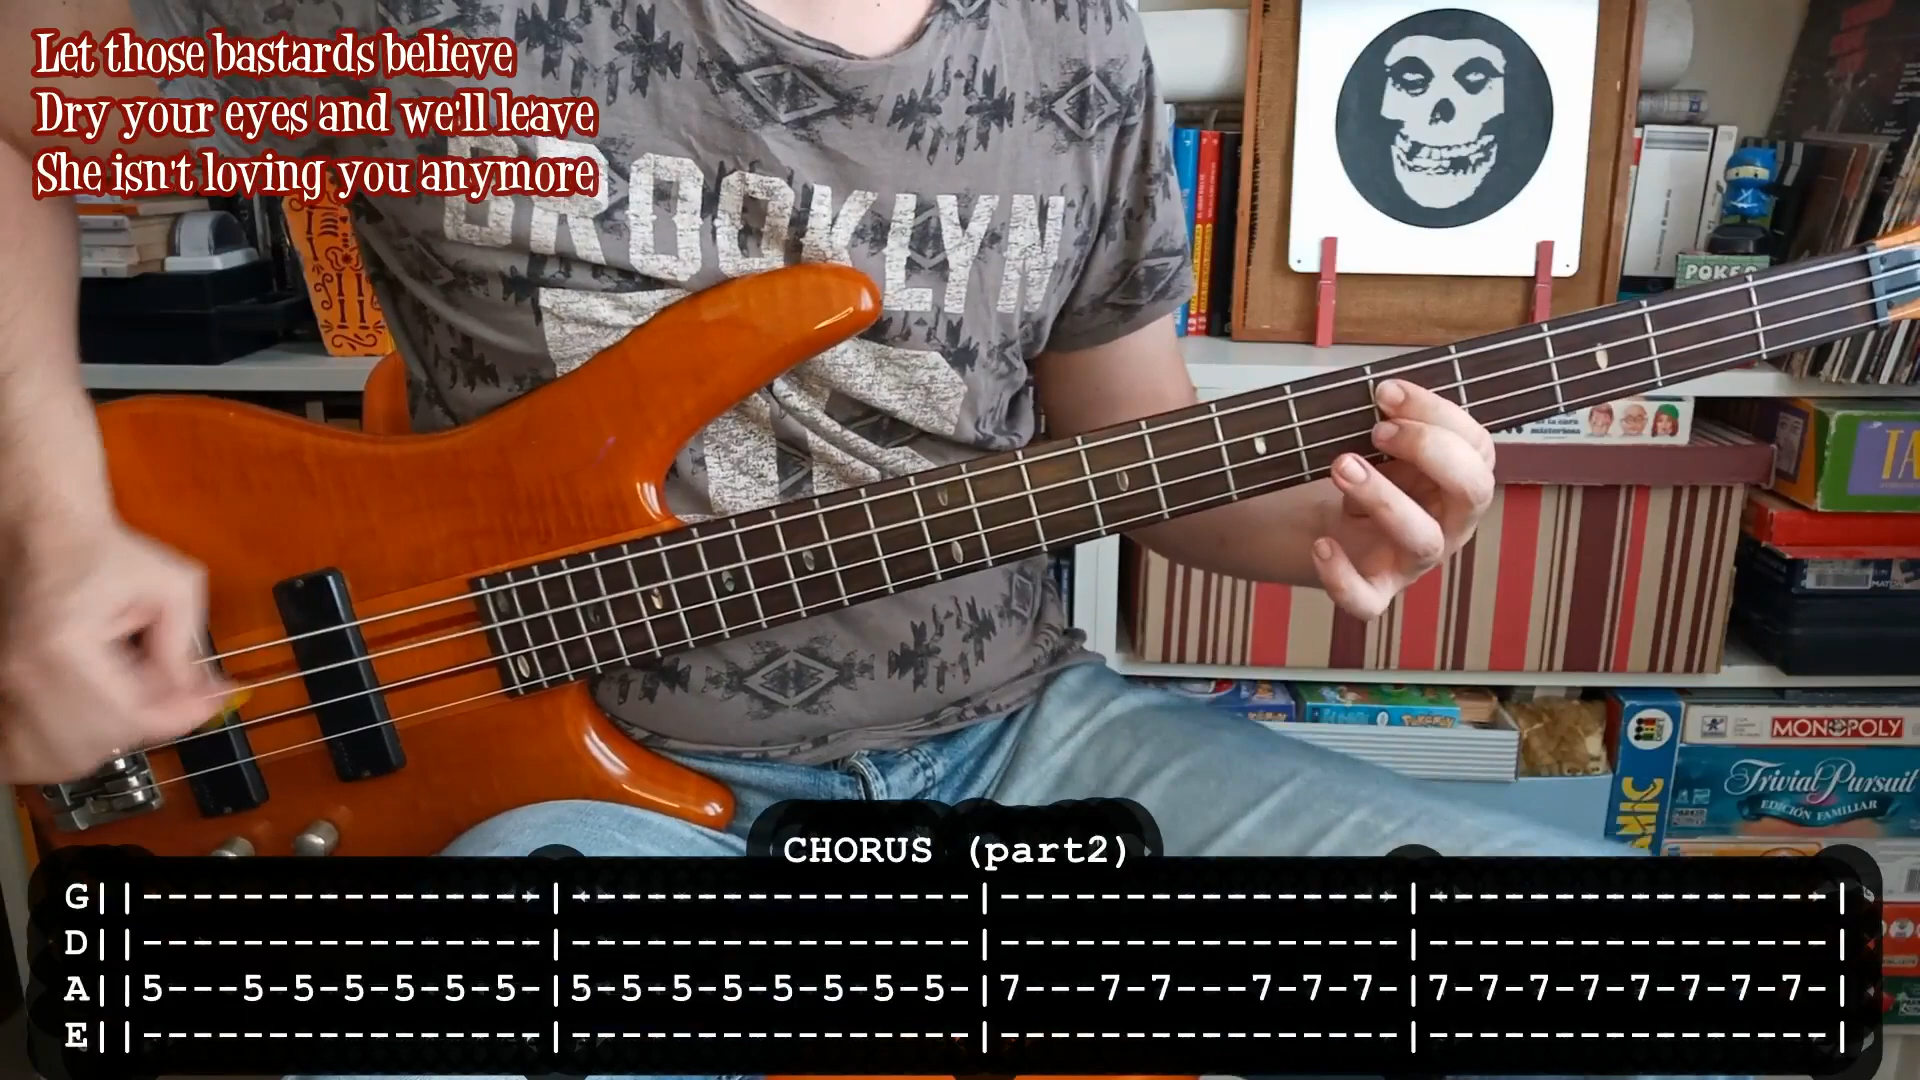 Let those bastards believe
Dry your eyes and we'll leave
She isn't loving you anymore
BROOKLYN
POKER
TA
MONOPOLY
Trivial Pursuit
EDICIÓN FAMILIAR
CHORUS (part2)
G||----------------|----------------|----------------|----------------|
D||----------------|----------------|----------------|----------------|
A||5---5-5-5-5-5-5-|5-5-5-5-5-5-5-5-|7---7-7---7-7-7-|7-7-7-7-7-7-7-7-|
E||----------------|----------------|----------------|----------------|